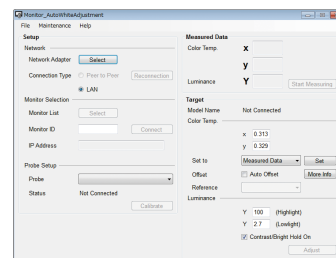 Monitor_AutoWhiteAdjustment
File Maintenance Help
Setup
Network
Network Adapter Select
Connection Type Peer to Peer Reconnection
LAN
Monitor Selection
Monitor List Select
Monitor ID Connect
IP Address
Probe Setup
Probe
Status Not Connected
Calibrate
Measured Data
Color Temp. x
y
Luminance Y Start Measuring
Target
Model Name Not Connected
Color Temp.
x 0.313
y 0.329
Set to Measured Data Set
Offset Auto Offset More Info
Reference
Luminance
Y 100 (Highlight)
Y 2.7 (Lowlight)
Contrast/Bright Hold On
Adjust